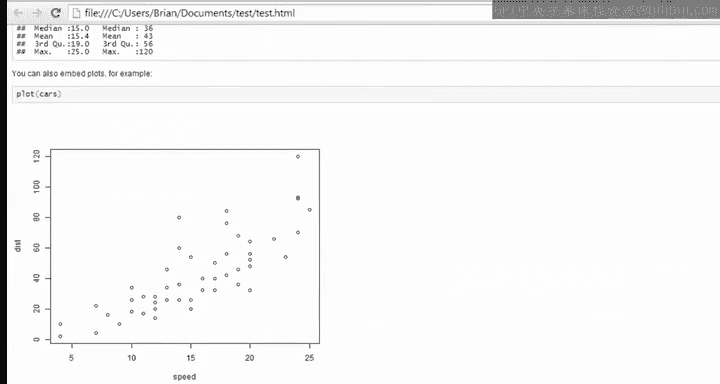 file:///C:/Users/Brian/Documents/test/test.html
## Median :15.0 Median : 36
## Mean :15.4 Mean : 43
## 3rd Qu.:19.0 3rd Qu.: 56
## Max. :25.0 Max. :120
You can also embed plots, for example:
plot(cars)
120
100
80
60
40
20
0
dist
5 10 15 20 25
speed